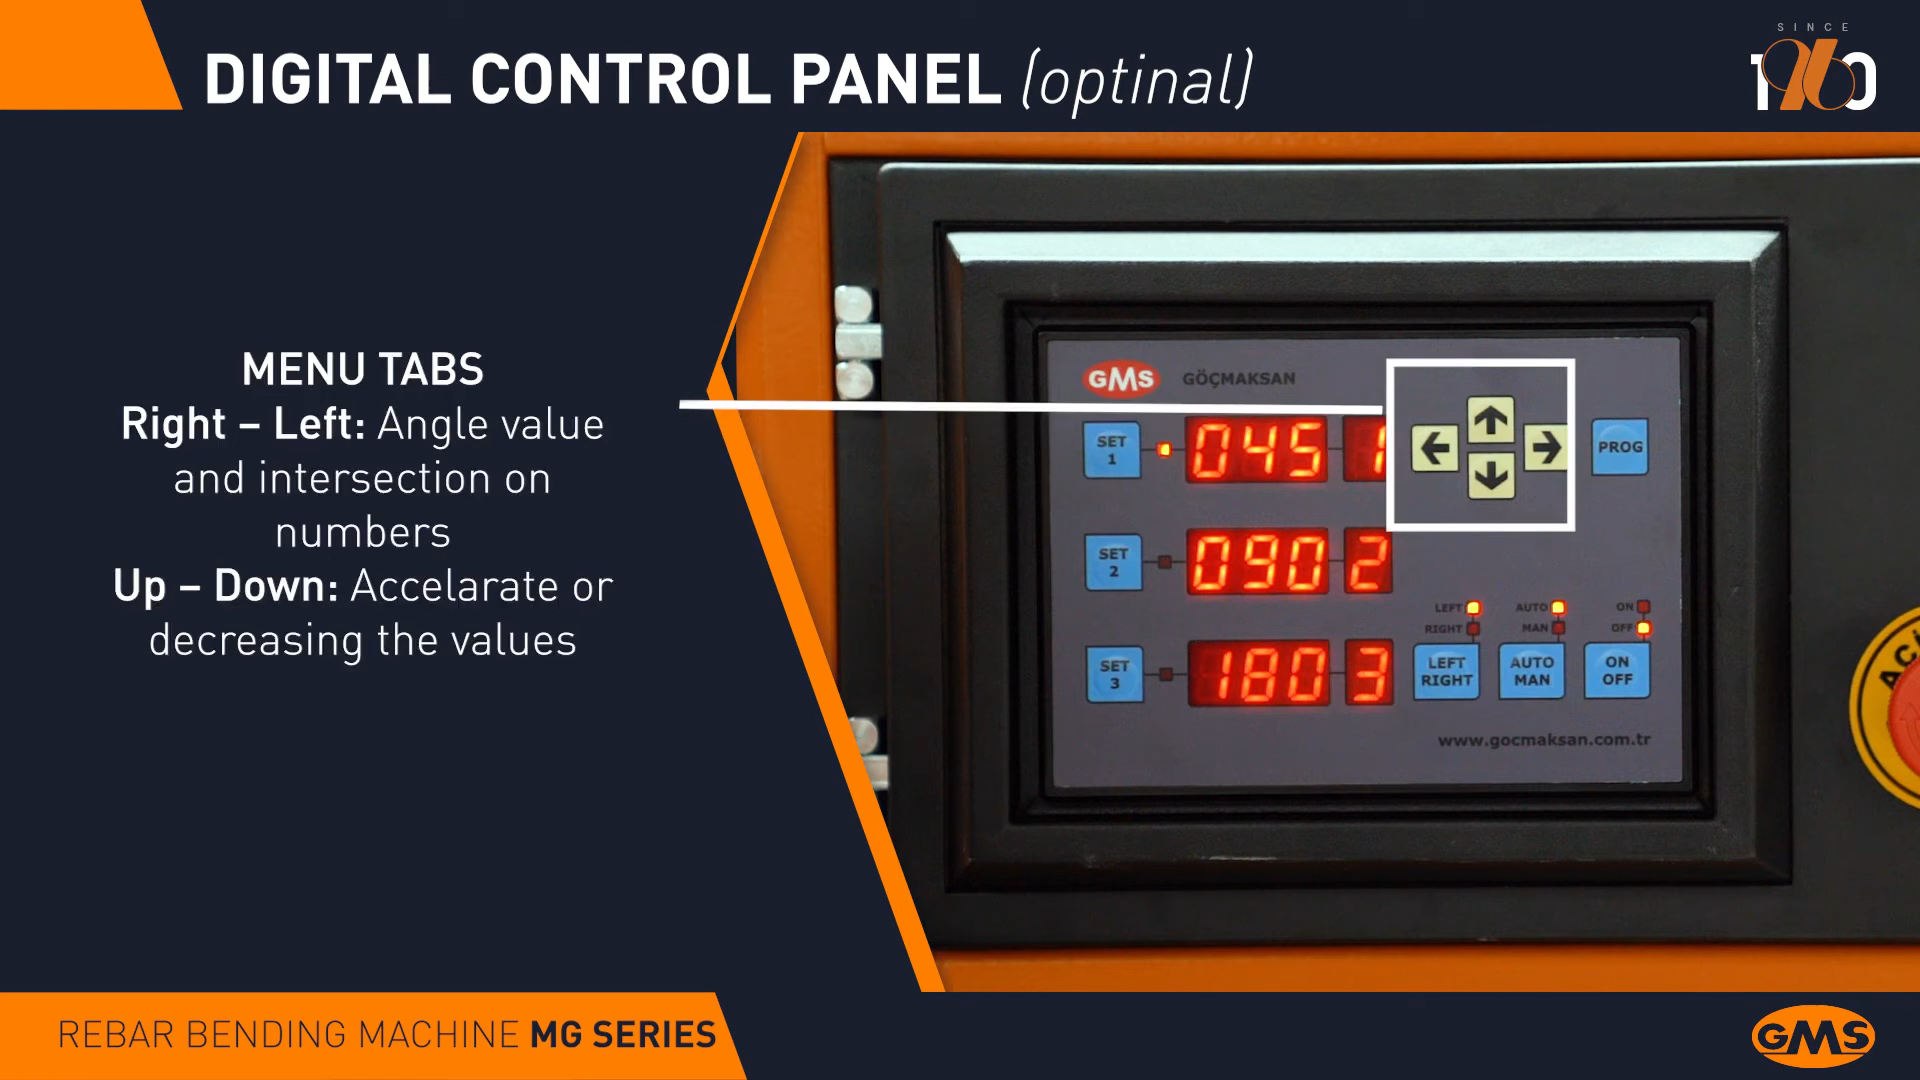 SINCE
1960
DIGITAL CONTROL PANEL (optinal)
MENU TABS
Right – Left: Angle value
and intersection on
numbers
Up – Down: Accelarate or
decreasing the values
GMS GÖÇMAKSAN
SET
1
045 1
PROG
SET
2
090 2
LEFT
RIGHT
AUTO
MAN
ON
OFF
SET
3
180 3
LEFT
RIGHT
AUTO
MAN
ON
OFF
www.gocmaksan.com.tr
REBAR BENDING MACHINE MG SERIES
GMS